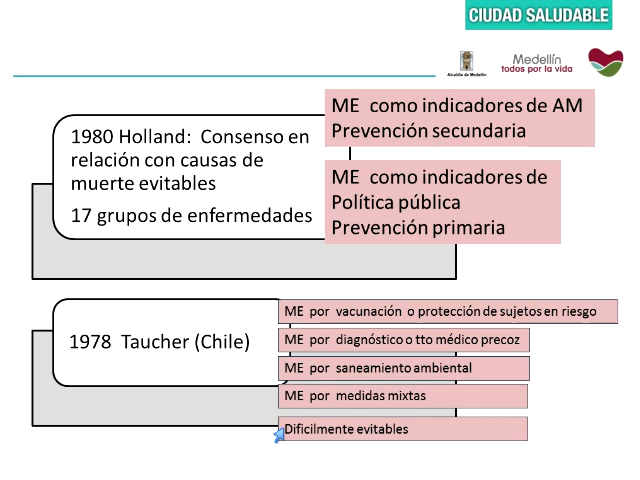 CIUDAD SALUDABLE
Alcaldía de Medellín
Medellín
todos por la vida
1980 Holland: Consenso en
relación con causas de
muerte evitables
17 grupos de enfermedades
ME como indicadores de AM
Prevención secundaria
ME como indicadores de
Política pública
Prevención primaria
1978 Taucher (Chile)
ME por vacunación o protección de sujetos en riesgo
ME por diagnóstico o tto médico precoz
ME por saneamiento ambiental
ME por medidas mixtas
Dificilmente evitables